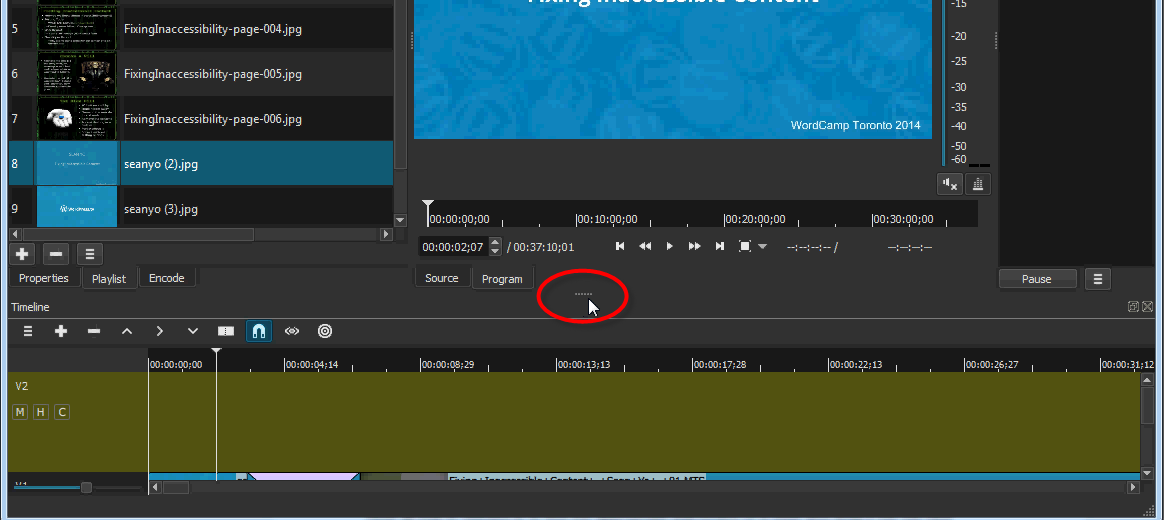 Fixing Inaccessible Content
WordCamp Toronto 2014
5 FixingInaccessibility-page-004.jpg
6 FixingInaccessibility-page-005.jpg
7 FixingInaccessibility-page-006.jpg
8 seanyo (2).jpg
9 seanyo (3).jpg
-15
-20
-25
-30
-35
-40
-50
-60
00:00:00;00 00:10:00;00 00:20:00;00 00:30:00;00
00:00:02;07 / 00:37:10;01 --:--:--:-- / --:--:--:--
Properties Playlist Encode
Source Program
Pause
Timeline
00:00:00;00 00:00:04;14 00:00:08;29 00:00:13;13 00:00:17;28 00:00:22;13 00:00:26;27 00:00:31;12
V2
M H C
V1